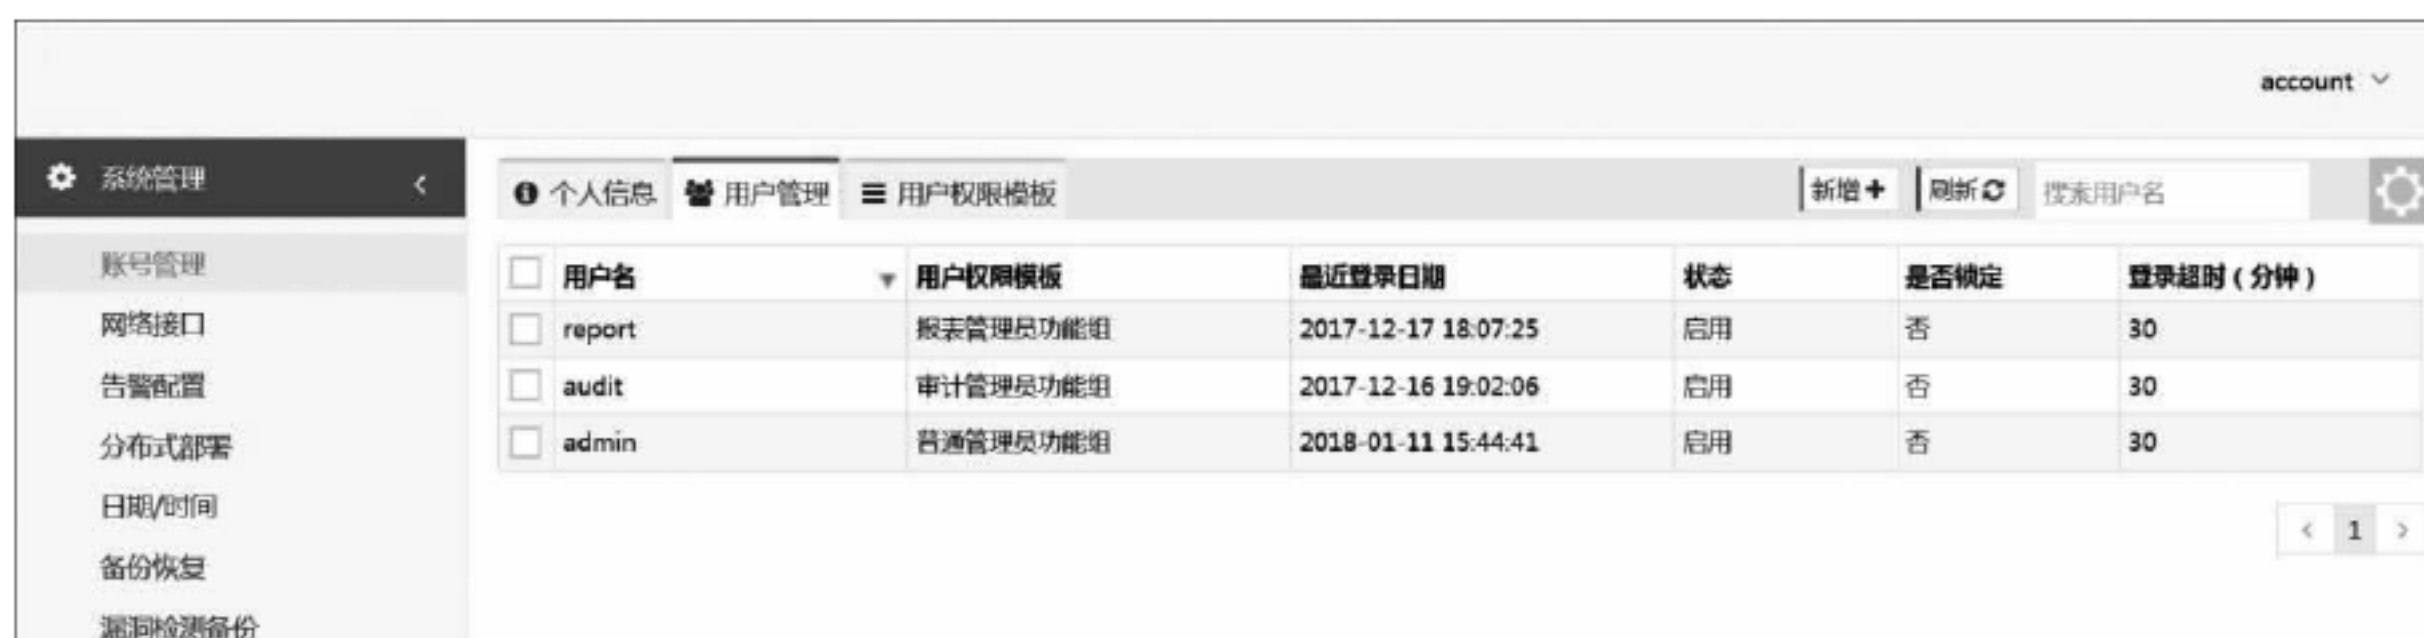 account
系统管理
个人信息 用户管理 用户权限模板 新增 刷新 搜索用户名
账号管理
网络接口
告警配置
分布式部署
日期/时间
备份恢复
漏洞检测备份
用户名 用户权限模板 最近登录日期 状态 是否锁定 登录超时(分钟)
report 报表管理员功能组 2017-12-17 18:07:25 启用 否 30
audit 审计管理员功能组 2017-12-16 19:02:06 启用 否 30
admin 普通管理员功能组 2018-01-11 15:44:41 启用 否 30
< 1 >